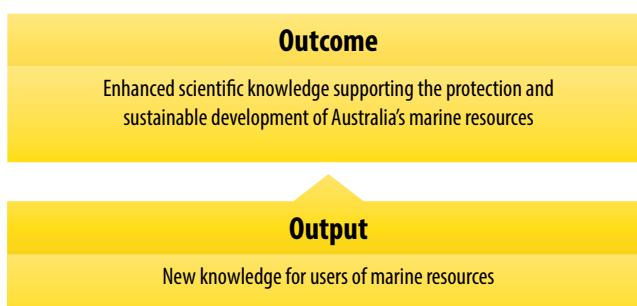 Outcome
Enhanced scientific knowledge supporting the protection and
sustainable development of Australia's marine resources
Output
New knowledge for users of marine resources